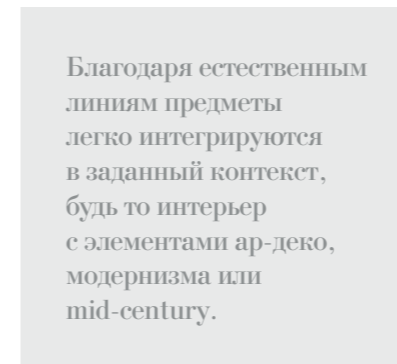 Благодаря естественным
линиям предметы
легко интегрируются
в заданный контекст,
будь то интерьер
с элементами ар-деко,
модернизма или
mid-century.